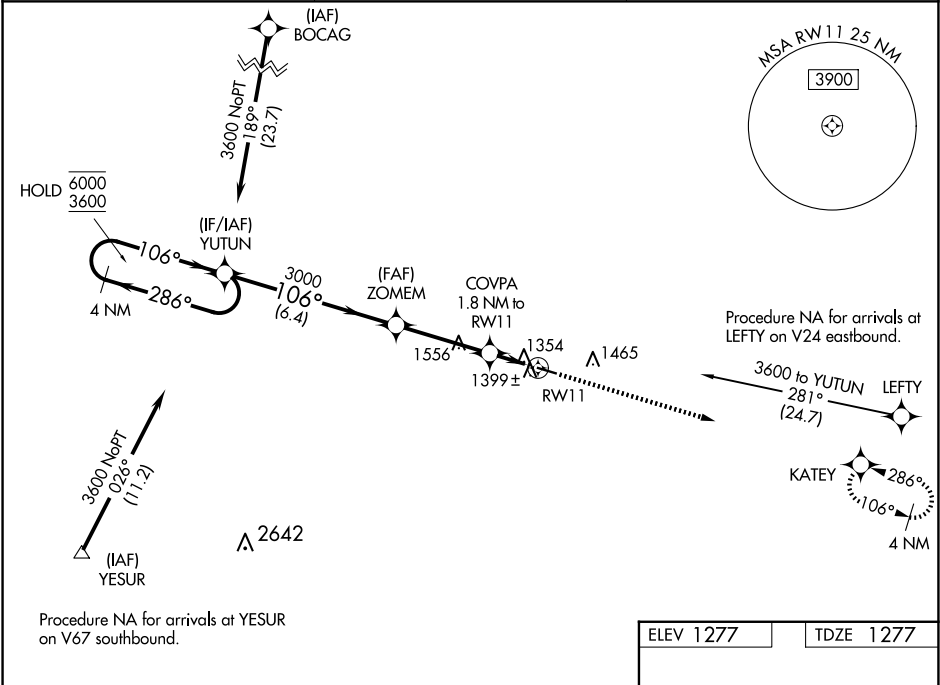 (IAF)
BOCAG
MSA RW11 25 NM
3900
3600 NoPT
189°
(23.7)
HOLD 6000
3600
(IF/IAF)
YUTUN
106°
286°
4 NM
3000
106°
(6.4)
(FAF)
ZOMEM
COVPA
1.8 NM to
RW11
1556
1354
1399±
1465
RW11
Procedure NA for arrivals at
LEFTY on V24 eastbound.
3600 to YUTUN
281°
(24.7)
LEFTY
KATEY
286°
106°
4 NM
3600 NoPT
026°
(11.2)
2642
(IAF)
YESUR
Procedure NA for arrivals at YESUR
on V67 southbound.
ELEV 1277
TDZE 1277